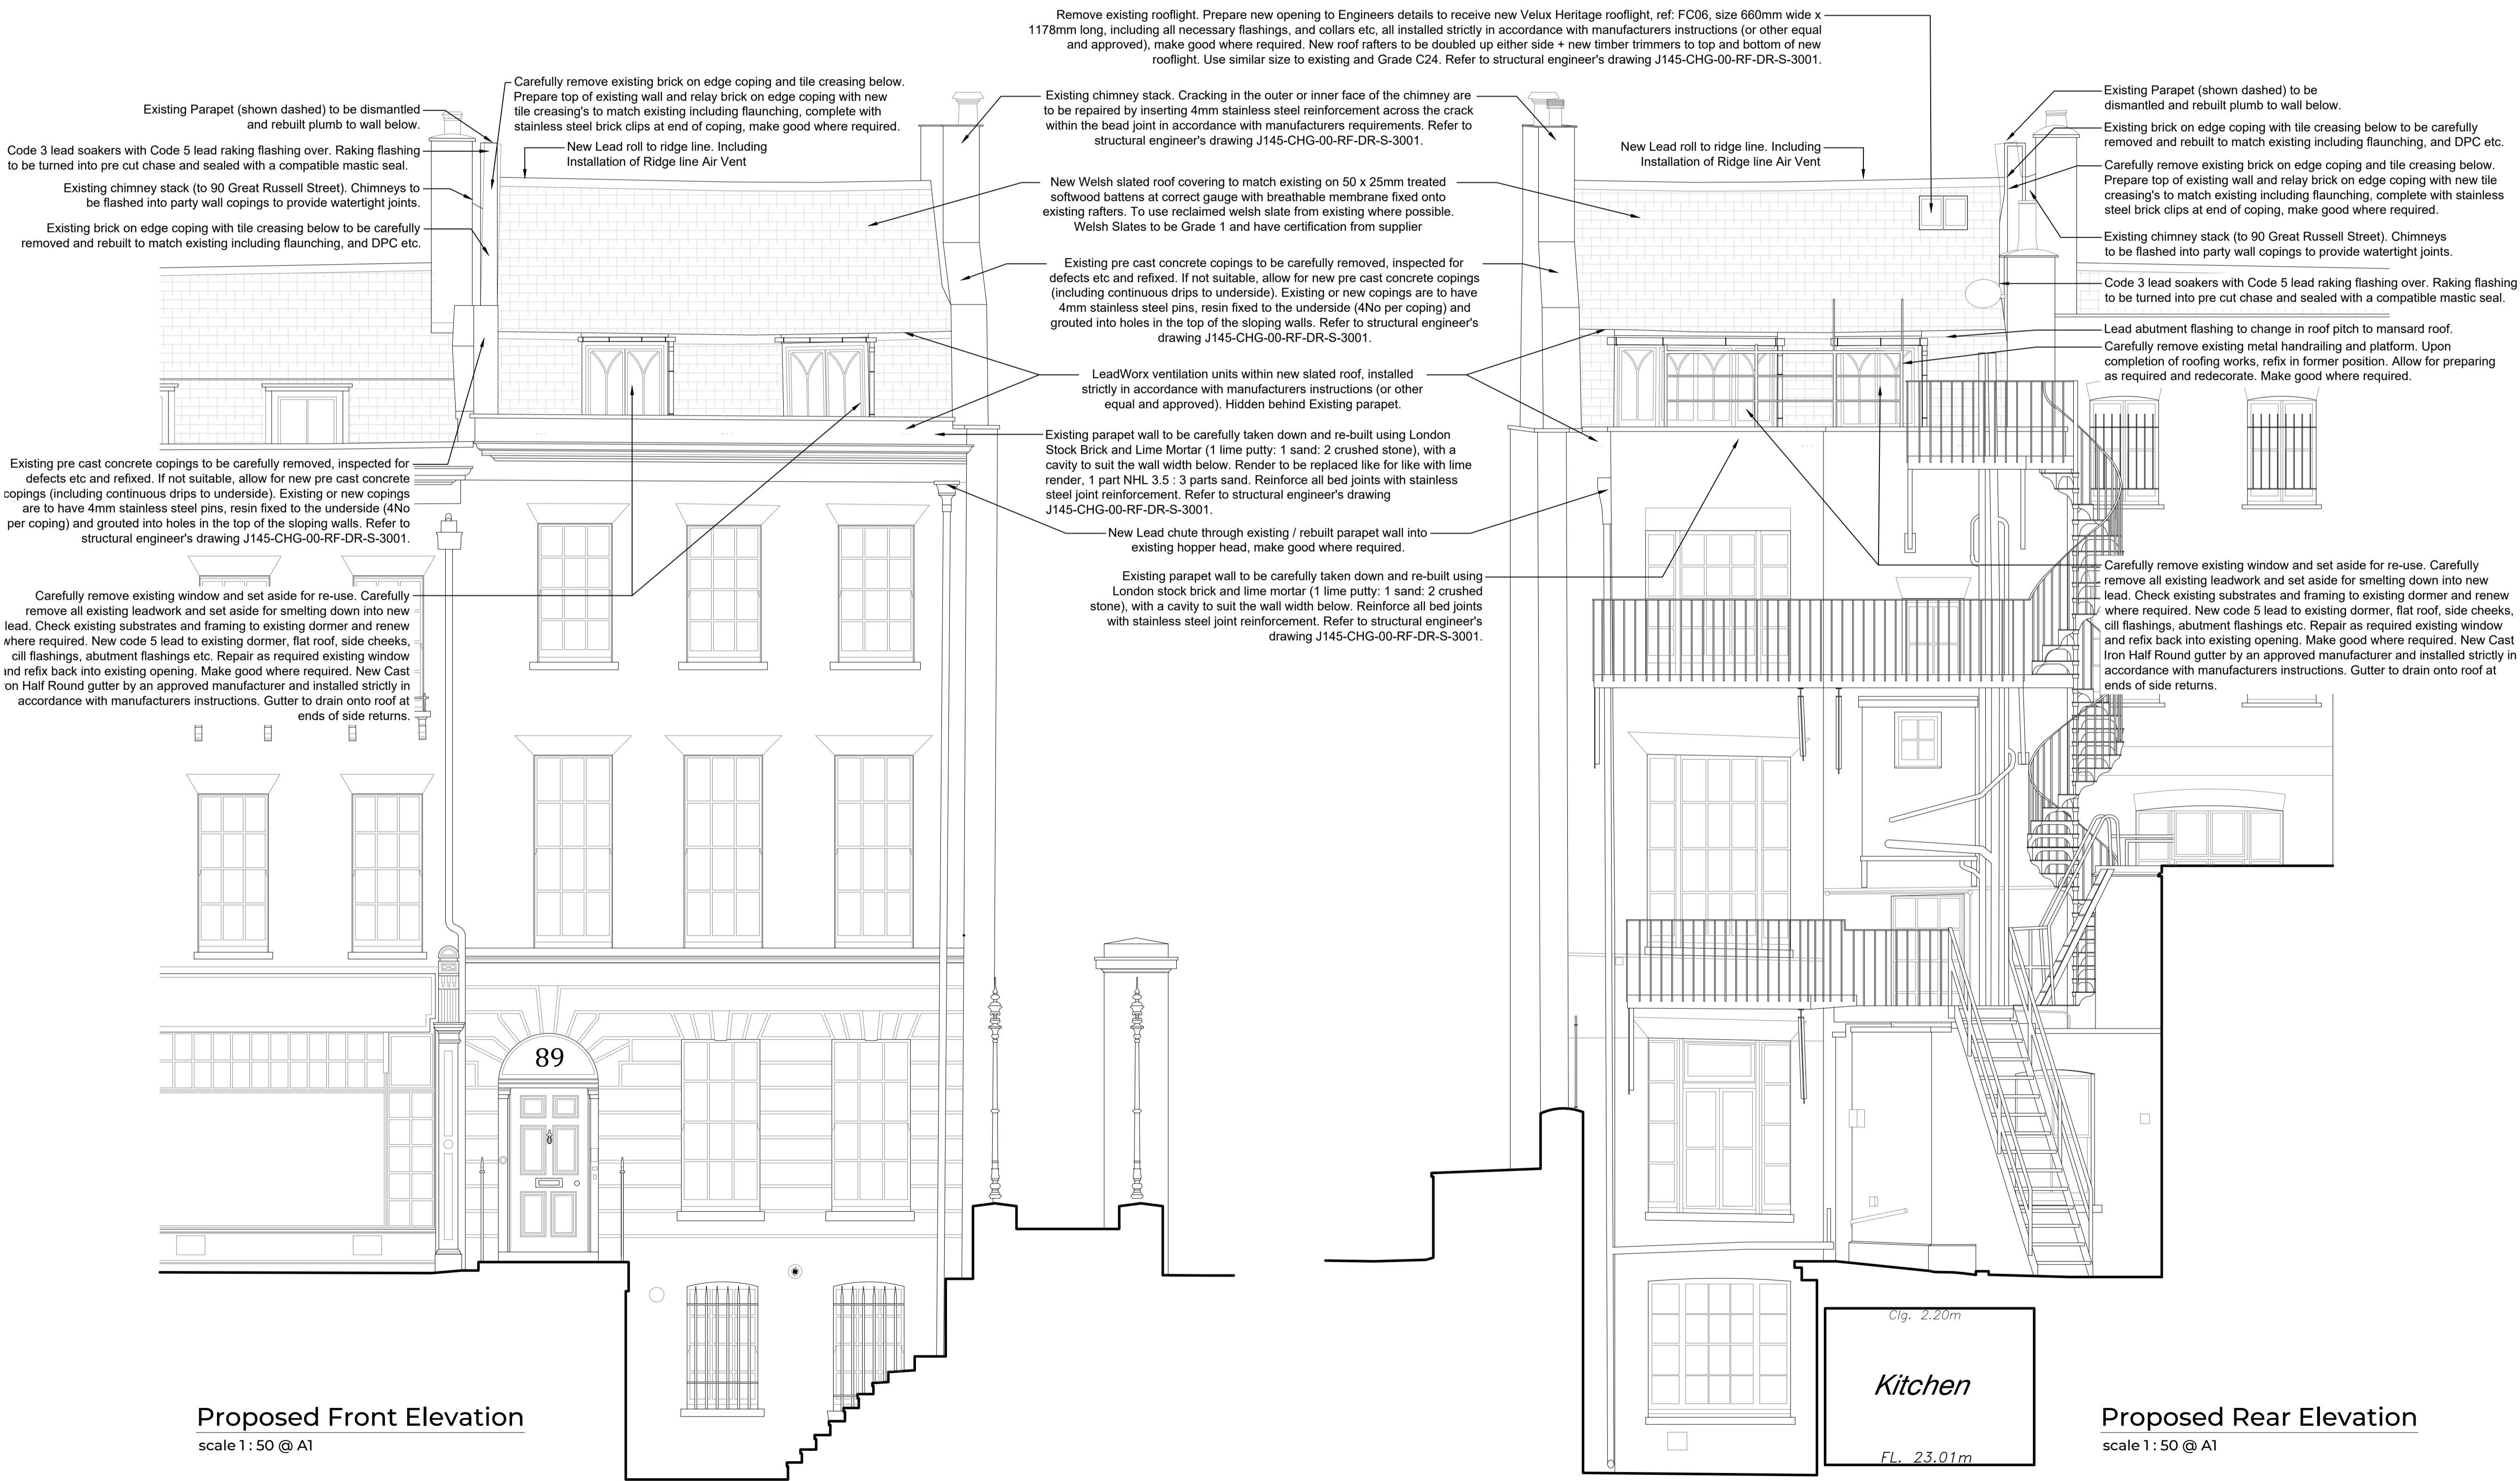 Remove existing rooflight. Prepare new opening to Engineers details to receive new Velux Heritage rooflight, ref: FC06, size 660mm wide x
1178mm long, including all necessary flashings, and collars etc, all installed strictly in accordance with manufacturers instructions (or other equal
and approved), make good where required. New roof rafters to be doubled up either side + new timber trimmers to top and bottom of new
rooflight. Use similar size to existing and Grade C24. Refer to structural engineer's drawing J145-CHG-00-RF-DR-S-3001.
Existing Parapet (shown dashed) to be dismantled
and rebuilt plumb to wall below.
Code 3 lead soakers with Code 5 lead raking flashing over. Raking flashing
to be turned into pre cut chase and sealed with a compatible mastic seal.
Existing chimney stack (to 90 Great Russell Street). Chimneys to
be flashed into party wall copings to provide watertight joints.
Existing brick on edge coping with tile creasing below to be carefully
removed and rebuilt to match existing including flaunching, and DPC etc.
Carefully remove existing brick on edge coping and tile creasing below.
Prepare top of existing wall and relay brick on edge coping with new
tile creasing's to match existing including flaunching, complete with
stainless steel brick clips at end of coping, make good where required.
New Lead roll to ridge line. Including
Installation of Ridge line Air Vent
Existing pre cast concrete copings to be carefully removed, inspected for
defects etc and refixed. If not suitable, allow for new pre cast concrete
copings (including continuous drips to underside). Existing or new copings
are to have 4mm stainless steel pins, resin fixed to the underside (4No
per coping) and grouted into holes in the top of the sloping walls. Refer to
structural engineer's drawing J145-CHG-00-RF-DR-S-3001.
Carefully remove existing window and set aside for re-use. Carefully
remove all existing leadwork and set aside for smelting down into new
lead. Check existing substrates and framing to existing dormer and renew
where required. New code 5 lead to existing dormer, flat roof, side cheeks,
cill flashings, abutment flashings etc. Repair as required existing window
and refix back into existing opening. Make good where required. New Cast
Iron Half Round gutter by an approved manufacturer and installed strictly in
accordance with manufacturers instructions. Gutter to drain onto roof at
ends of side returns.
Existing chimney stack. Cracking in the outer or inner face of the chimney are
to be repaired by inserting 4mm stainless steel reinforcement across the crack
within the bead joint in accordance with manufacturers requirements. Refer to
structural engineer's drawing J145-CHG-00-RF-DR-S-3001.
New Welsh slated roof covering to match existing on 50 x 25mm treated
softwood battens at correct gauge with breathable membrane fixed onto
existing rafters. To use reclaimed welsh slate from existing where possible.
Welsh Slates to be Grade 1 and have certification from supplier
Existing pre cast concrete copings to be carefully removed, inspected for
defects etc and refixed. If not suitable, allow for new pre cast concrete copings
(including continuous drips to underside). Existing or new copings are to have
4mm stainless steel pins, resin fixed to the underside (4No per coping) and
grouted into holes in the top of the sloping walls. Refer to structural engineer's
drawing J145-CHG-00-RF-DR-S-3001.
LeadWorx ventilation units within new slated roof, installed
strictly in accordance with manufacturers instructions (or other
equal and approved). Hidden behind Existing parapet.
Existing parapet wall to be carefully taken down and re-built using London
Stock Brick and Lime Mortar (1 lime putty: 1 sand: 2 crushed stone), with a
cavity to suit the wall width below. Render to be replaced like for like with lime
render, 1 part NHL 3.5 : 3 parts sand. Reinforce all bed joints with stainless
steel joint reinforcement. Refer to structural engineer's drawing
J145-CHG-00-RF-DR-S-3001.
New Lead chute through existing / rebuilt parapet wall into
existing hopper head, make good where required.
Existing parapet wall to be carefully taken down and re-built using
London stock brick and lime mortar (1 lime putty: 1 sand: 2 crushed
stone), with a cavity to suit the wall width below. Reinforce all bed joints
with stainless steel joint reinforcement. Refer to structural engineer's
drawing J145-CHG-00-RF-DR-S-3001.
New Lead roll to ridge line. Including
Installation of Ridge line Air Vent
Existing Parapet (shown dashed) to be
dismantled and rebuilt plumb to wall below.
Existing brick on edge coping with tile creasing below to be carefully
removed and rebuilt to match existing including flaunching, and DPC etc.
Carefully remove existing brick on edge coping and tile creasing below.
Prepare top of existing wall and relay brick on edge coping with new tile
creasing's to match existing including flaunching, complete with stainless
steel brick clips at end of coping, make good where required.
Existing chimney stack (to 90 Great Russell Street). Chimneys
to be flashed into party wall copings to provide watertight joints.
Code 3 lead soakers with Code 5 lead raking flashing over. Raking flashing
to be turned into pre cut chase and sealed with a compatible mastic seal.
Lead abutment flashing to change in roof pitch to mansard roof.
Carefully remove existing metal handrailing and platform. Upon
completion of roofing works, refix in former position. Allow for preparing
as required and redecorate. Make good where required.
Carefully remove existing window and set aside for re-use. Carefully
remove all existing leadwork and set aside for smelting down into new
lead. Check existing substrates and framing to existing dormer and renew
where required. New code 5 lead to existing dormer, flat roof, side cheeks,
cill flashings, abutment flashings etc. Repair as required existing window
and refix back into existing opening. Make good where required. New Cast
Iron Half Round gutter by an approved manufacturer and installed strictly in
accordance with manufacturers instructions. Gutter to drain onto roof at
ends of side returns.
89
Clg. 2.20m
Kitchen
FL. 23.01m
Proposed Front Elevation
scale 1 : 50 @ A1
Proposed Rear Elevation
scale 1 : 50 @ A1